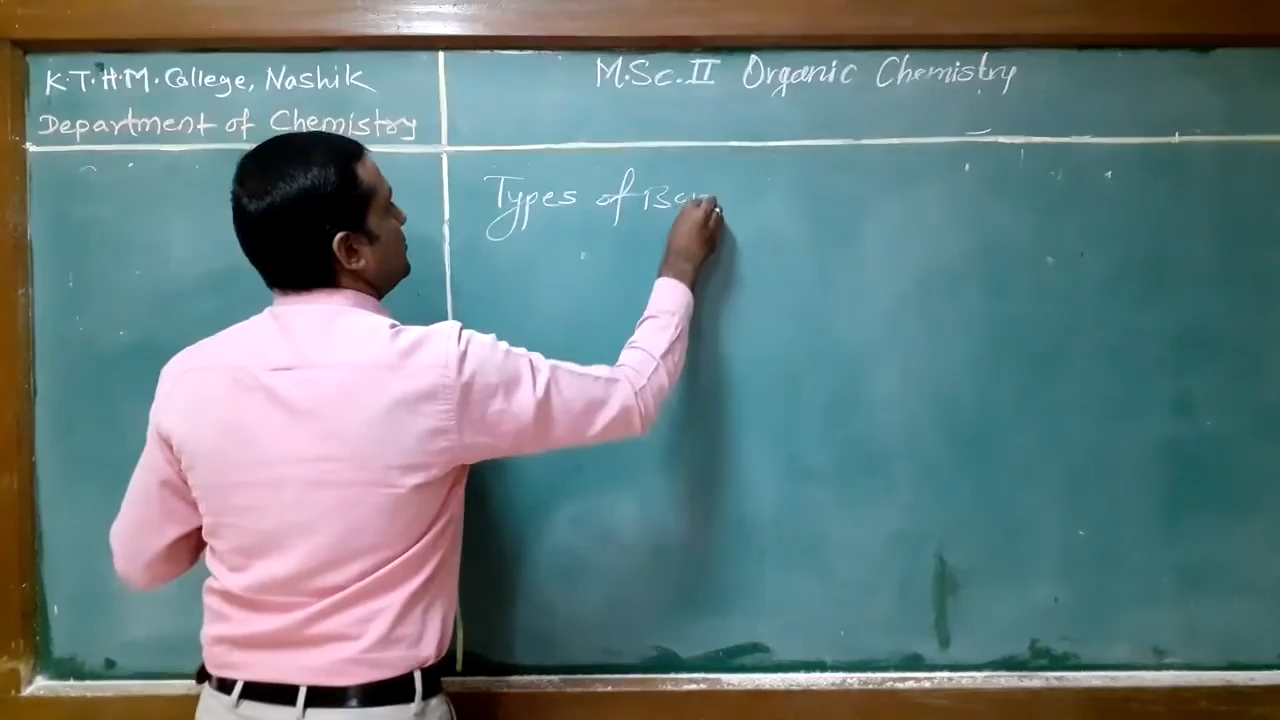 K.T.H.M. College, Nashik
Department of Chemistry
M.Sc. II Organic Chemistry
Types of